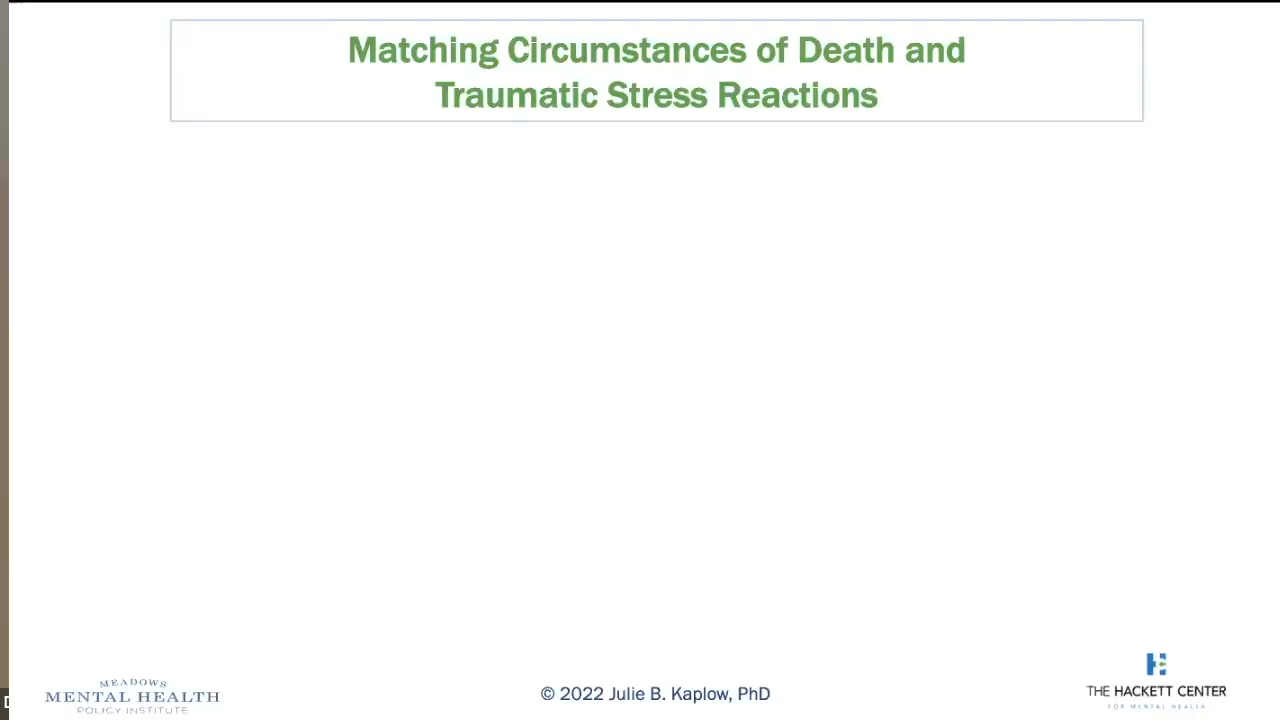 Matching Circumstances of Death and
Traumatic Stress Reactions
MEADOWS
MENTAL HEALTH
POLICY INSTITUTE
© 2022 Julie B. Kaplow, PhD
THE HACKETT CENTER
FOR MENTAL HEALTH